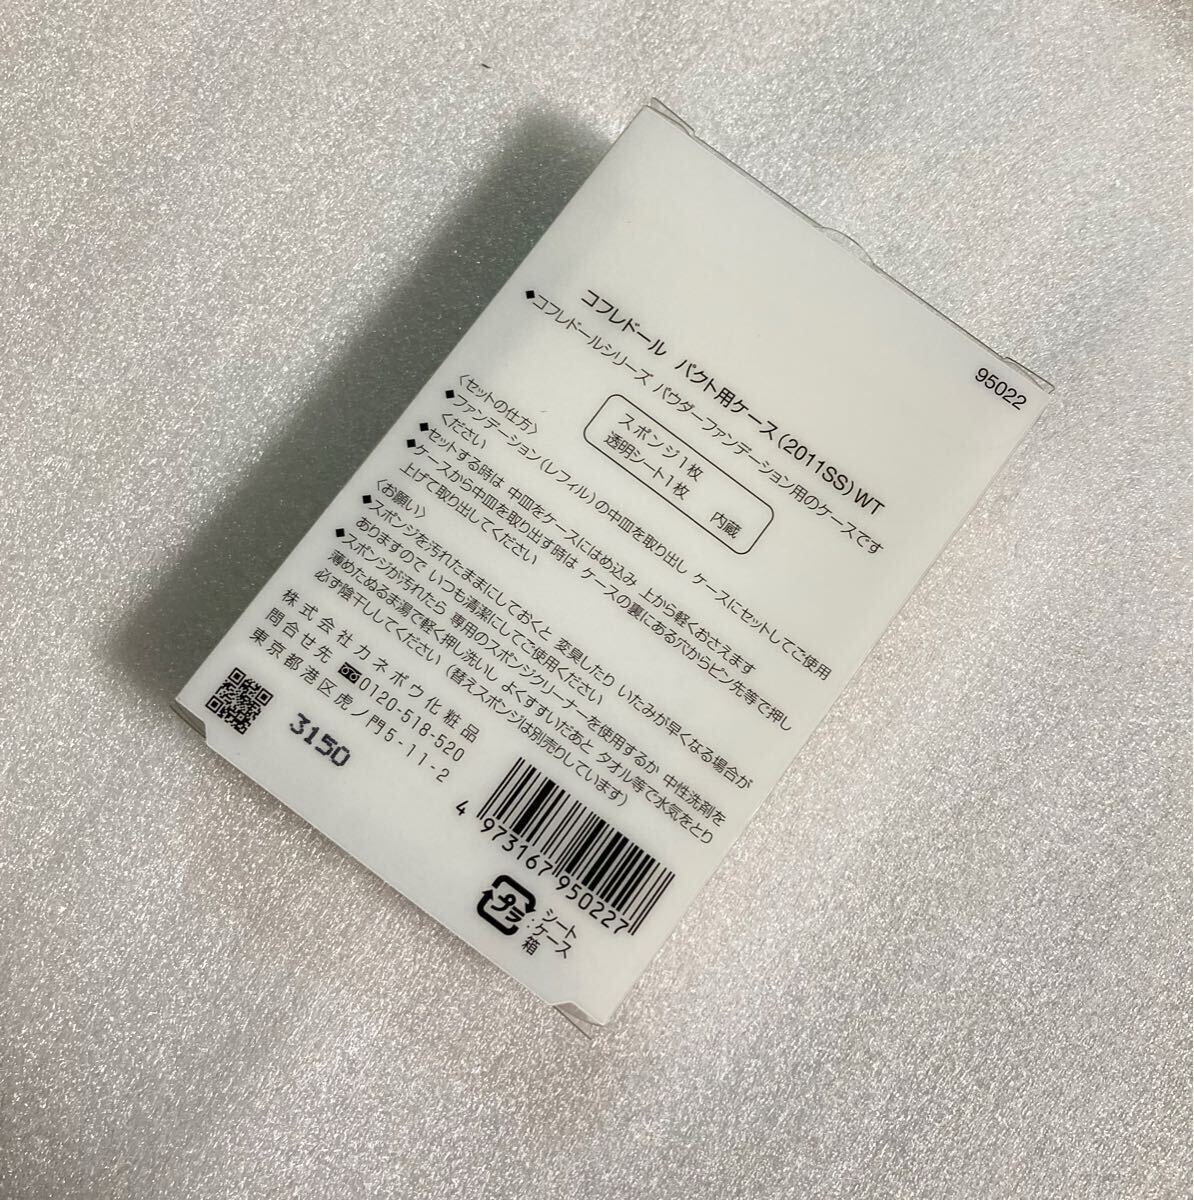 95022
コフレドール パクト用ケース(2011SS)WT
◆コフレドールシリーズ パウダーファンデーション用のケースです
スポンジ1枚
透明シート1枚 内蔵
〈セットの仕方〉
◆ファンデーション(レフィル)の中皿を取り出し ケースにセットしてご使用
ください
◆セットする時は 中皿をケースにはめ込み 上から軽くおさえます
◆ケースから中皿を取り出す時は ケースの裏にある穴からピン先等で押し
上げて取り出してください
〈お願い〉
◆スポンジを汚れたままにしておくと 変臭したり いたみが早くなる場合が
ありますので いつも清潔にしてご使用ください
◆スポンジが汚れたら 専用のスポンジクリーナーを使用するか 中性洗剤を
薄めたぬるま湯で軽く押し洗いし よくすすいだあと タオル等で水気をとり
必ず陰干ししてください(替えスポンジは別売りしています)
株式会社カネボウ化粧品
問合せ先 0120-518-520
東京都港区虎ノ門5-11-2
3150
4 973167 950227
プラ
シート
・ケース
・箱